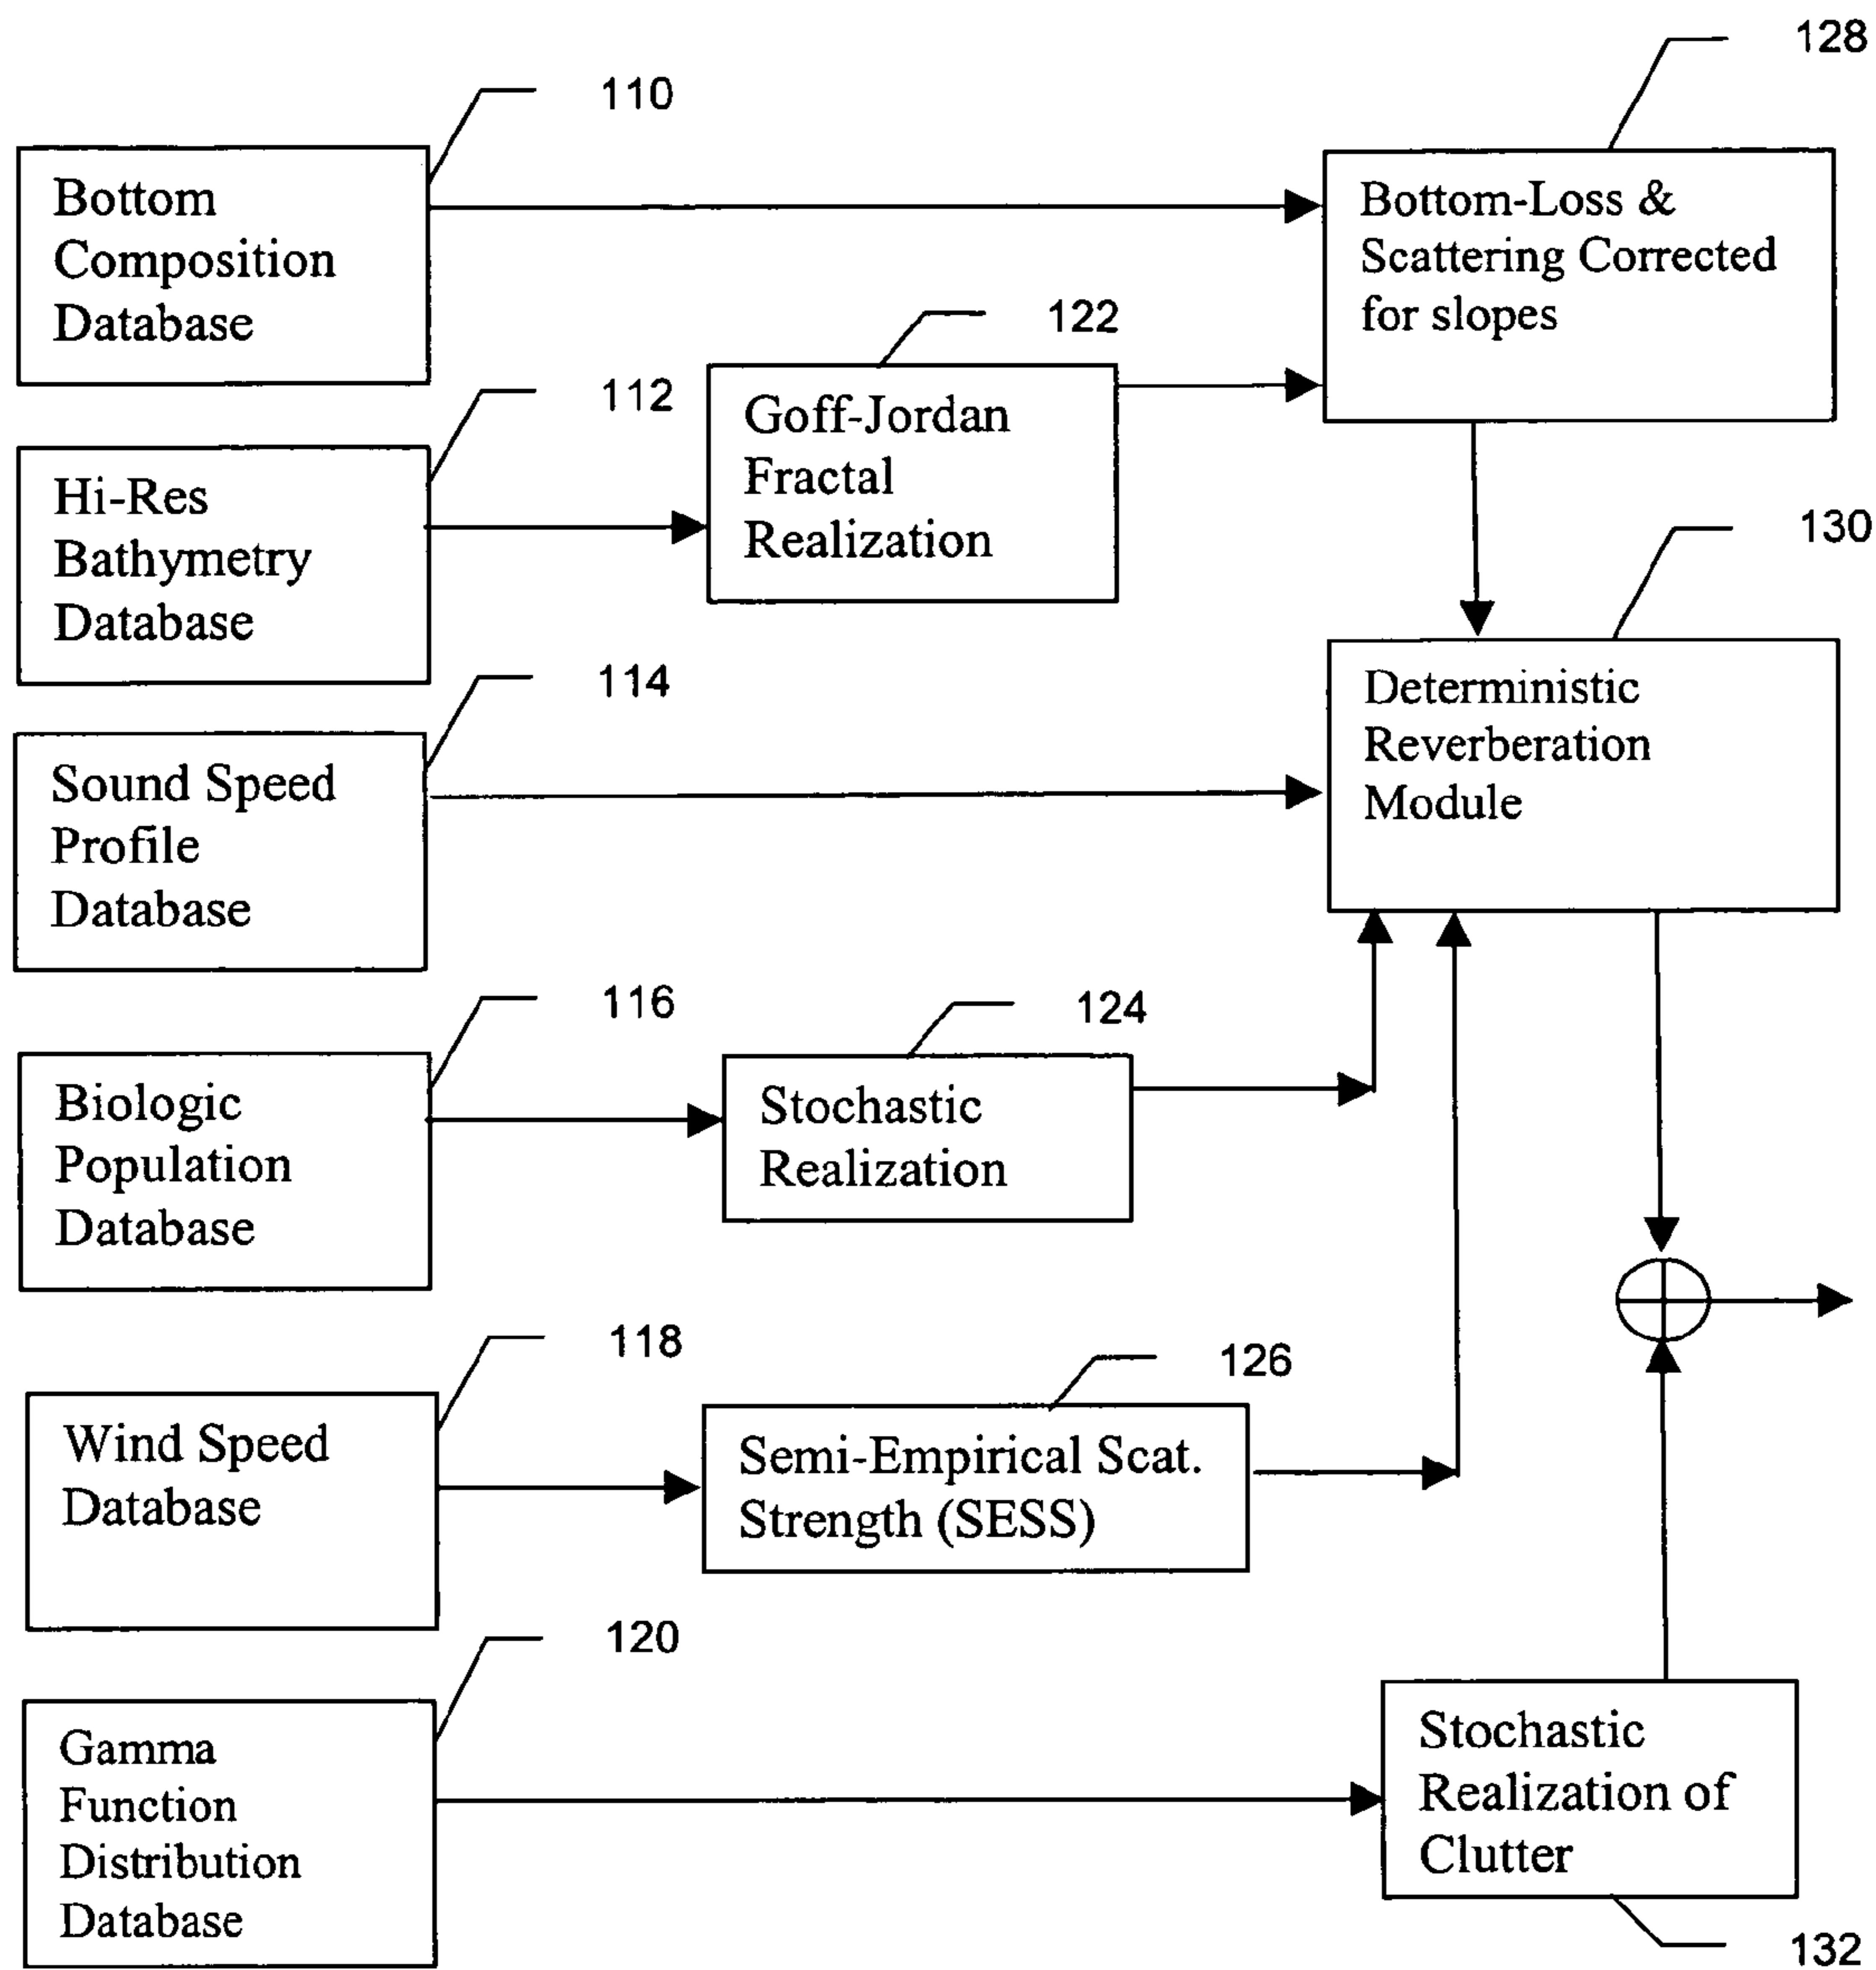 128
110
Bottom
Composition
Database
Bottom-Loss &
Scattering Corrected
for slopes
122
112
Goff-Jordan
Fractal
Realization
Hi-Res
Bathymetry
Database
130
114
Deterministic
Reverberation
Module
Sound Speed
Profile
Database
116
124
Biologic
Population
Database
Stochastic
Realization
118
126
Wind Speed
Database
Semi-Empirical Scat.
Strength (SESS)
120
Gamma
Function
Distribution
Database
Stochastic
Realization of
Clutter
132